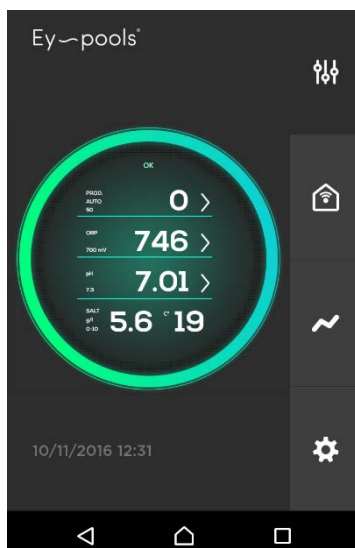 Ey-pools®
OK
PROD. AUTO 50 0 >
ORP 700 mV 746 >
pH 7.3 7.01 >
SALT g/l 0-10 5.6 C° 19
10/11/2016 12:31